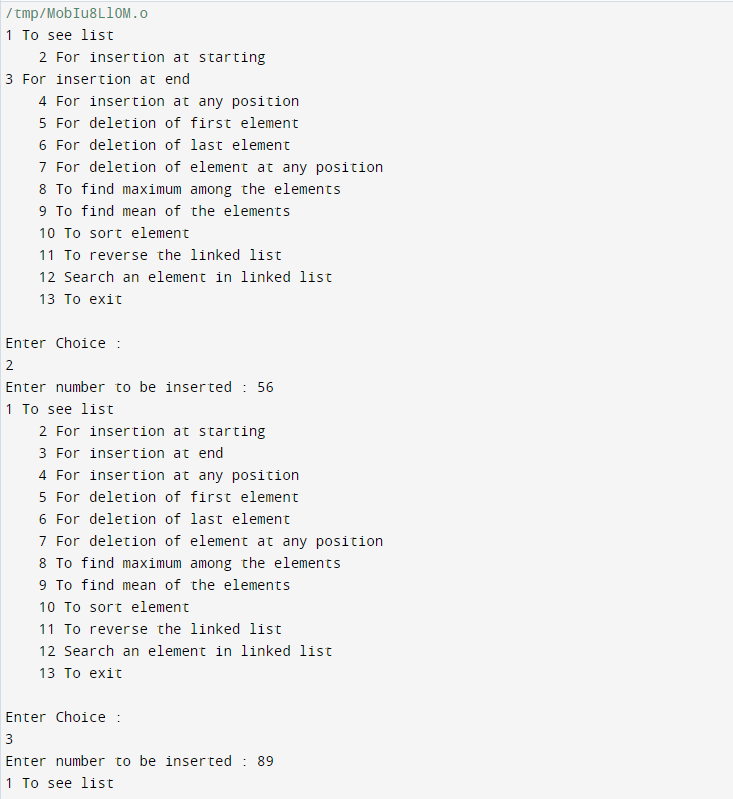 /tmp/MobIu8LlOM.o
1 To see list
    2 For insertion at starting
3 For insertion at end
    4 For insertion at any position
    5 For deletion of first element
    6 For deletion of last element
    7 For deletion of element at any position
    8 To find maximum among the elements
    9 To find mean of the elements
    10 To sort element
    11 To reverse the linked list
    12 Search an element in linked list
    13 To exit

Enter Choice :
2
Enter number to be inserted : 56
1 To see list
    2 For insertion at starting
    3 For insertion at end
    4 For insertion at any position
    5 For deletion of first element
    6 For deletion of last element
    7 For deletion of element at any position
    8 To find maximum among the elements
    9 To find mean of the elements
    10 To sort element
    11 To reverse the linked list
    12 Search an element in linked list
    13 To exit

Enter Choice :
3
Enter number to be inserted : 89
1 To see list